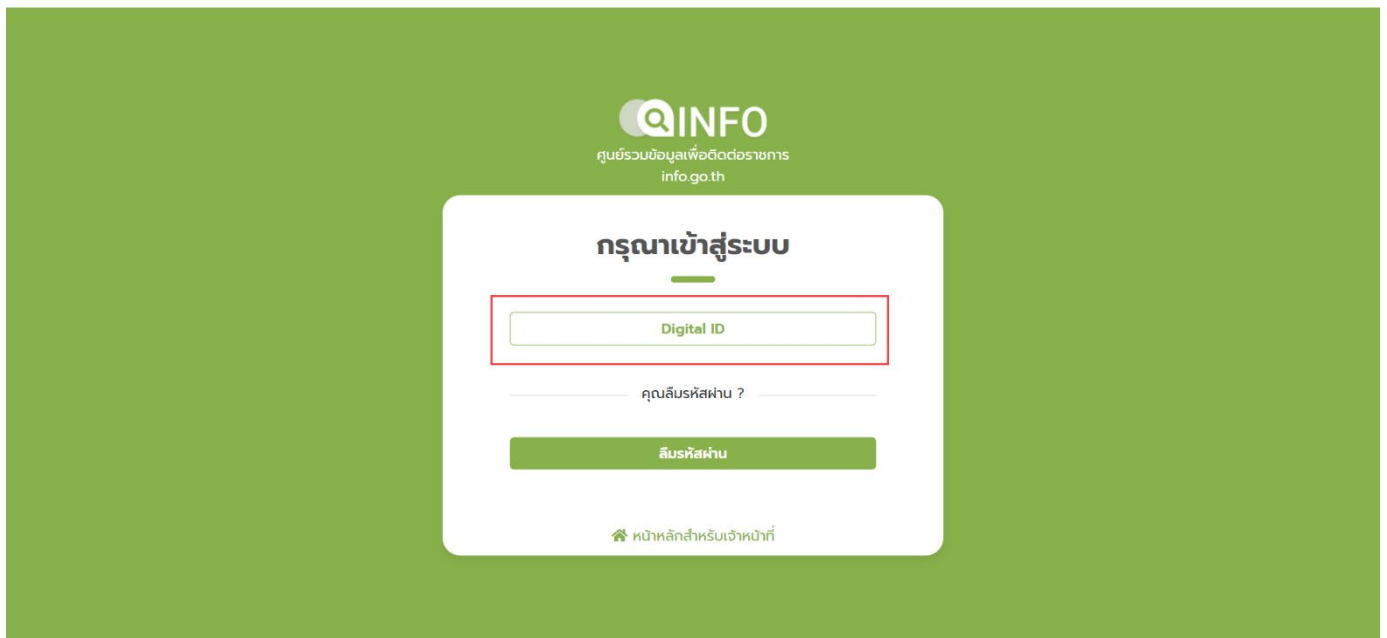 INFO
ศูนย์รวมข้อมูลเพื่อติดต่อราชการ
info.go.th
กรุณาเข้าสู่ระบบ
Digital ID
คุณลืมรหัสผ่าน ?
ลืมรหัสผ่าน
หน้าหลักสำหรับเจ้าหน้าที่